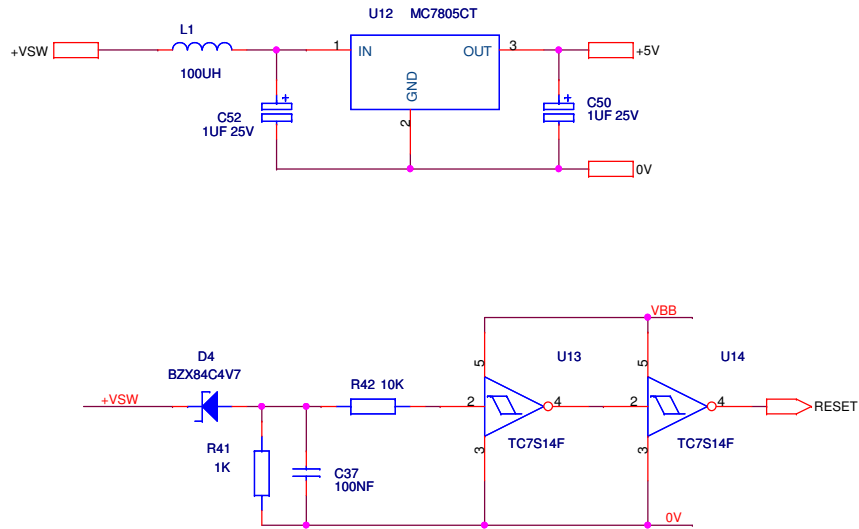 U12 MC7805CT
L1
+VSW
1
IN
OUT
3
+5V
100UH
GND
2
+
C52
1UF 25V
+
C50
1UF 25V
0V
VBB
D4
BZX84C4V7
5
U13
5
U14
+VSW
R42 10K
2
4
2
4
RESET
R41
1K
C37
100NF
3
TC7S14F
3
TC7S14F
0V